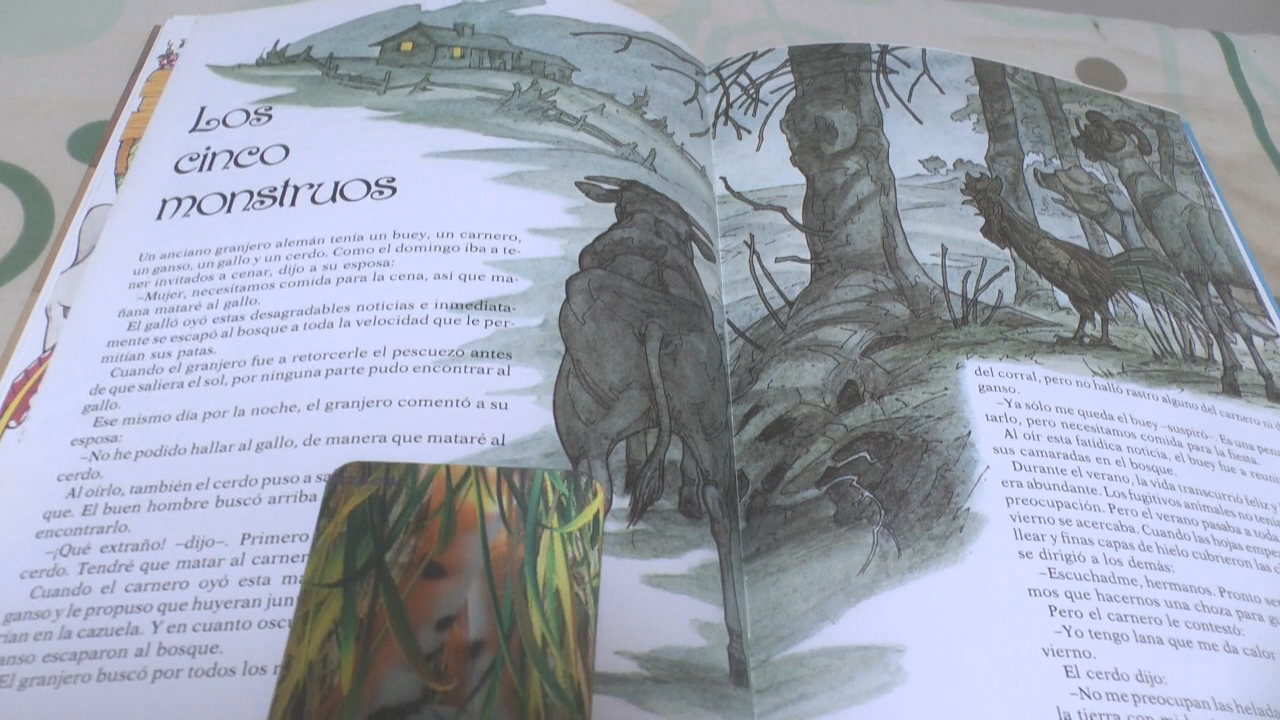 Los
cinco
monstruos
Un anciano granjero alemán tenía un buey, un carnero,
un ganso, un gallo y un cerdo. Como el domingo iba a te-
ner invitados a cenar, dijo a su esposa:
–Mujer, necesitamos comida para la cena, así que ma-
ñana mataré al gallo.
El gallo oyó estas desagradables noticias e inmediata-
mente se escapó al bosque a toda la velocidad que le per-
mitían sus patas.
Cuando el granjero fue a retorcerle el pescuezo antes
de que saliera el sol, por ninguna parte pudo encontrar al
gallo.
Ese mismo día por la noche, el granjero comentó a su
esposa:
–No he podido hallar al gallo, de manera que mataré al
cerdo.
Al oírlo, también el cerdo puso a
que. El buen hombre buscó arriba
encontrarlo.
–¡Qué extraño! –dijo–. Primero
cerdo. Tendré que matar al carner
Cuando el carnero oyó esta
ganso y le propuso que huyeran jun
rían en la cazuela. Y en cuanto oscu
anso escaparon al bosque.
El granjero buscó por todos los
del corral, pero no halló rastro alguno del carnero ni d
ganso.
–Ya sólo me queda el buey –suspiró–. Es una pena
tarlo, pero necesitamos comida para la fiesta.
Al oír esta fatídica noticia, el buey fue a reunir
sus camaradas en el bosque.
Durante el verano, la vida transcurrió feliz y
era abundante. Los fugitivos animales no tenía
preocupación. Pero el verano pasaba a toda
vierno se acercaba. Cuando las hojas empe
llear y finas capas de hielo cubrieron las c
se dirigió a los demás:
–Escuchadme, hermanos. Pronto se
mos que hacernos una choza para g
Pero el carnero le contestó:
–Yo tengo lana que me da calor
vierno.
El cerdo dijo:
–No me preocupan las helada
la tierra con